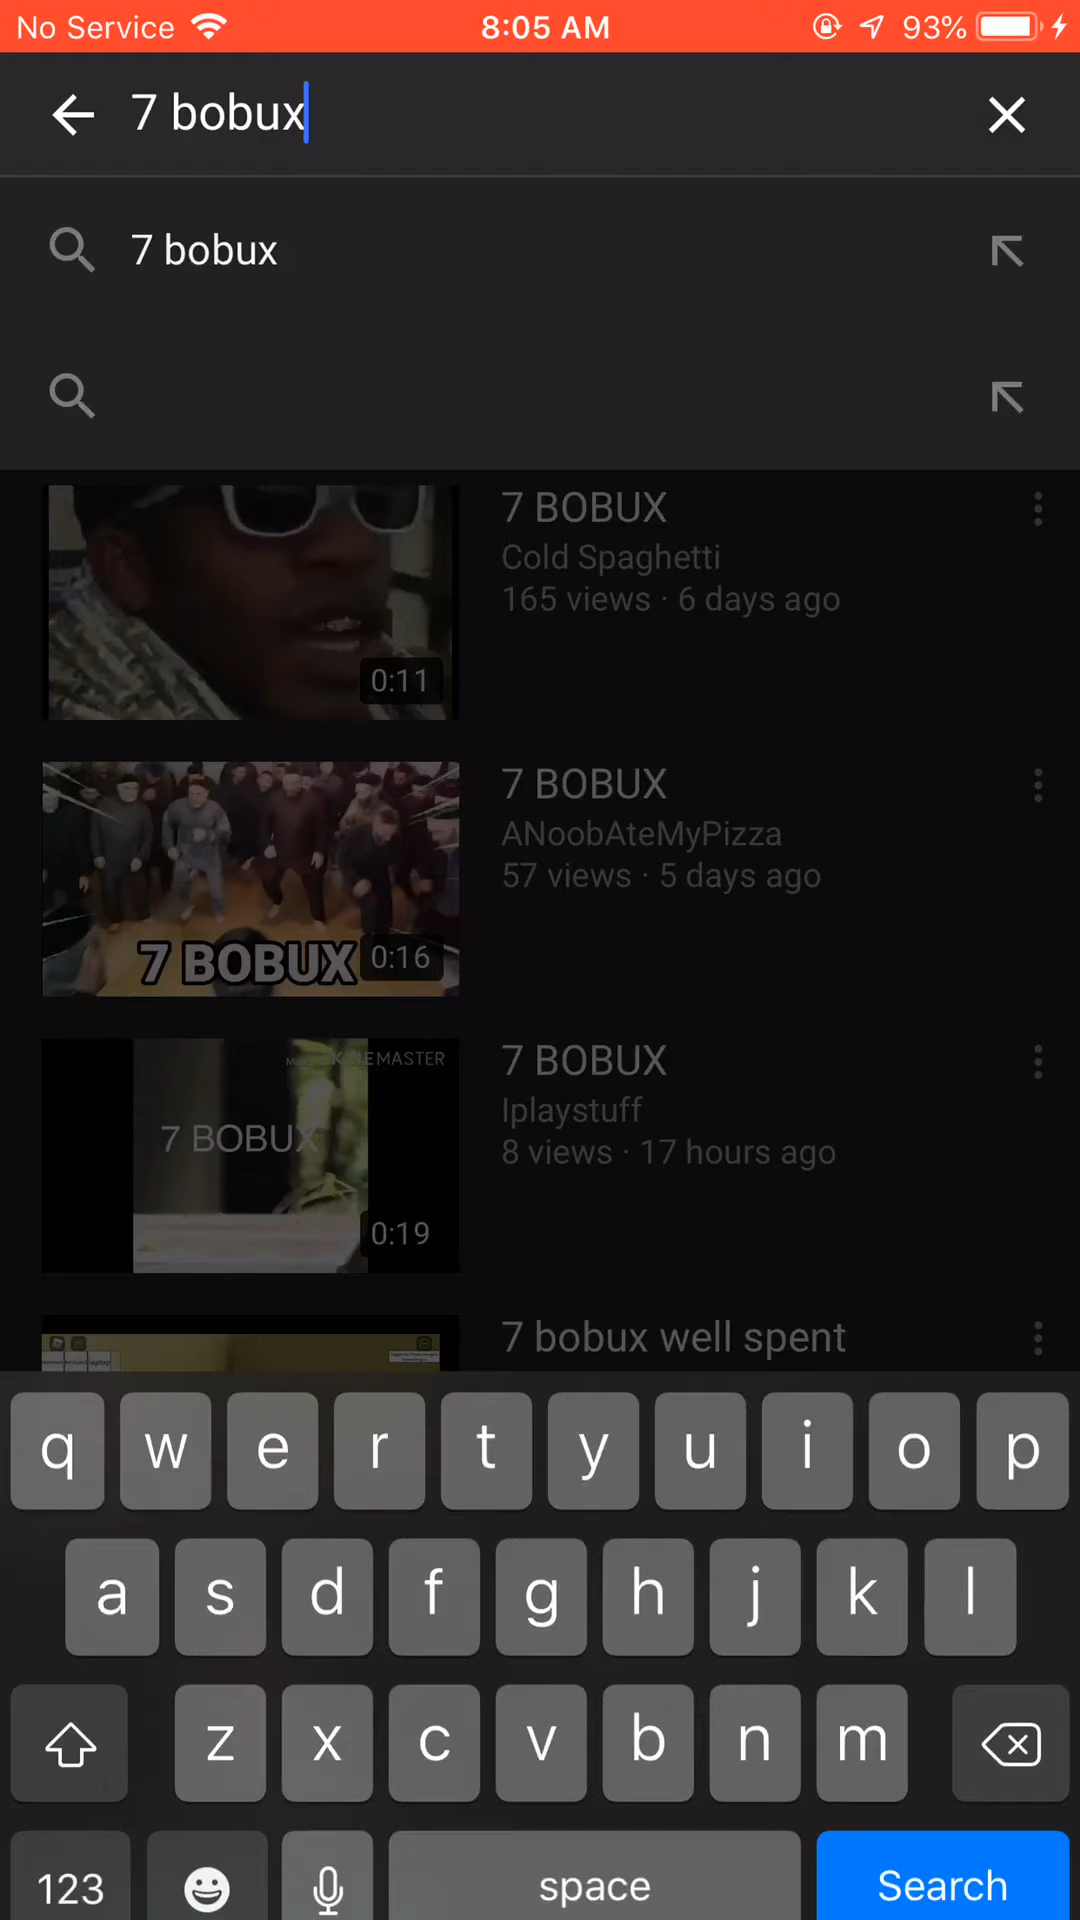 No Service 8:05 AM 93%
7 bobux
7 bobux
7 BOBUX
Cold Spaghetti
165 views · 6 days ago
0:11
7 BOBUX
ANoobAteMyPizza
57 views · 5 days ago
7 BOBUX 0:16
KINEMASTER
7 BOBUX
Iplaystuff
8 views · 17 hours ago
7 BOBUX
0:19
7 bobux well spent
q w e r t y u i o p
a s d f g h j k l
z x c v b n m
123 space Search